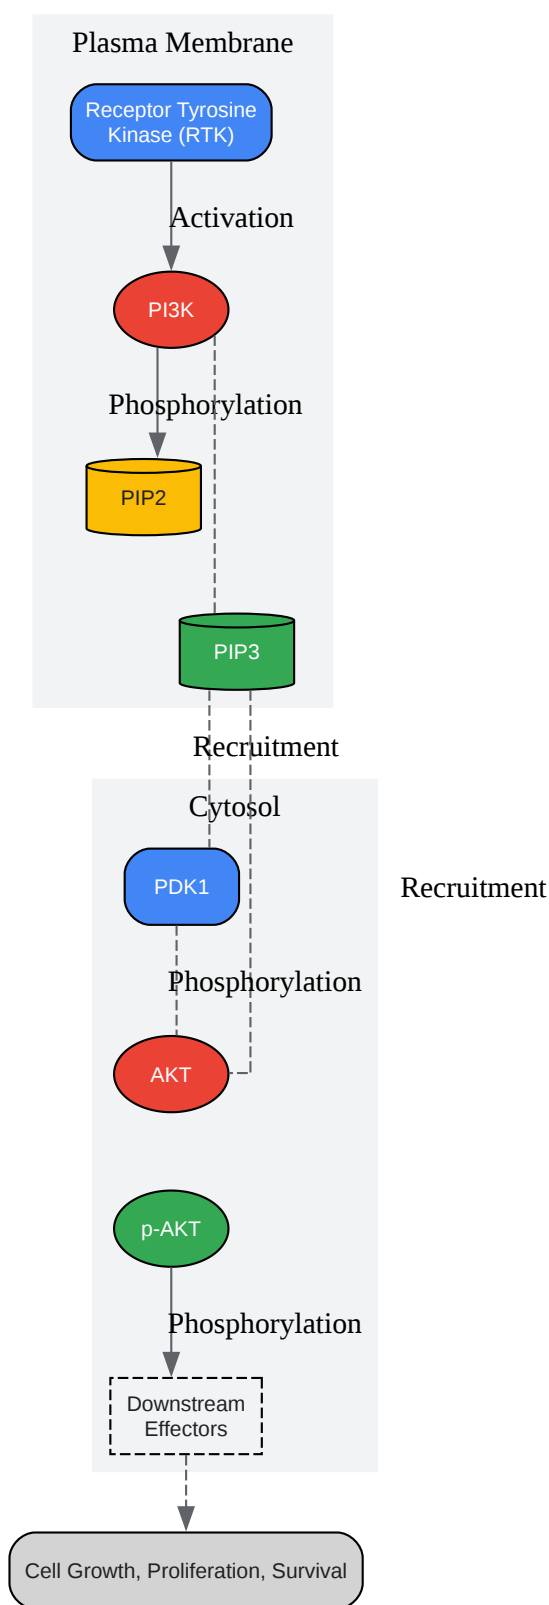 Plasma Membrane
Receptor Tyrosine
Kinase (RTK)
Activation
PI3K
Phosphorylation
PIP2
PIP3
Recruitment
Cytosol
PDK1
Recruitment
Phosphorylation
AKT
p-AKT
Phosphorylation
Downstream
Effectors
Cell Growth, Proliferation, Survival